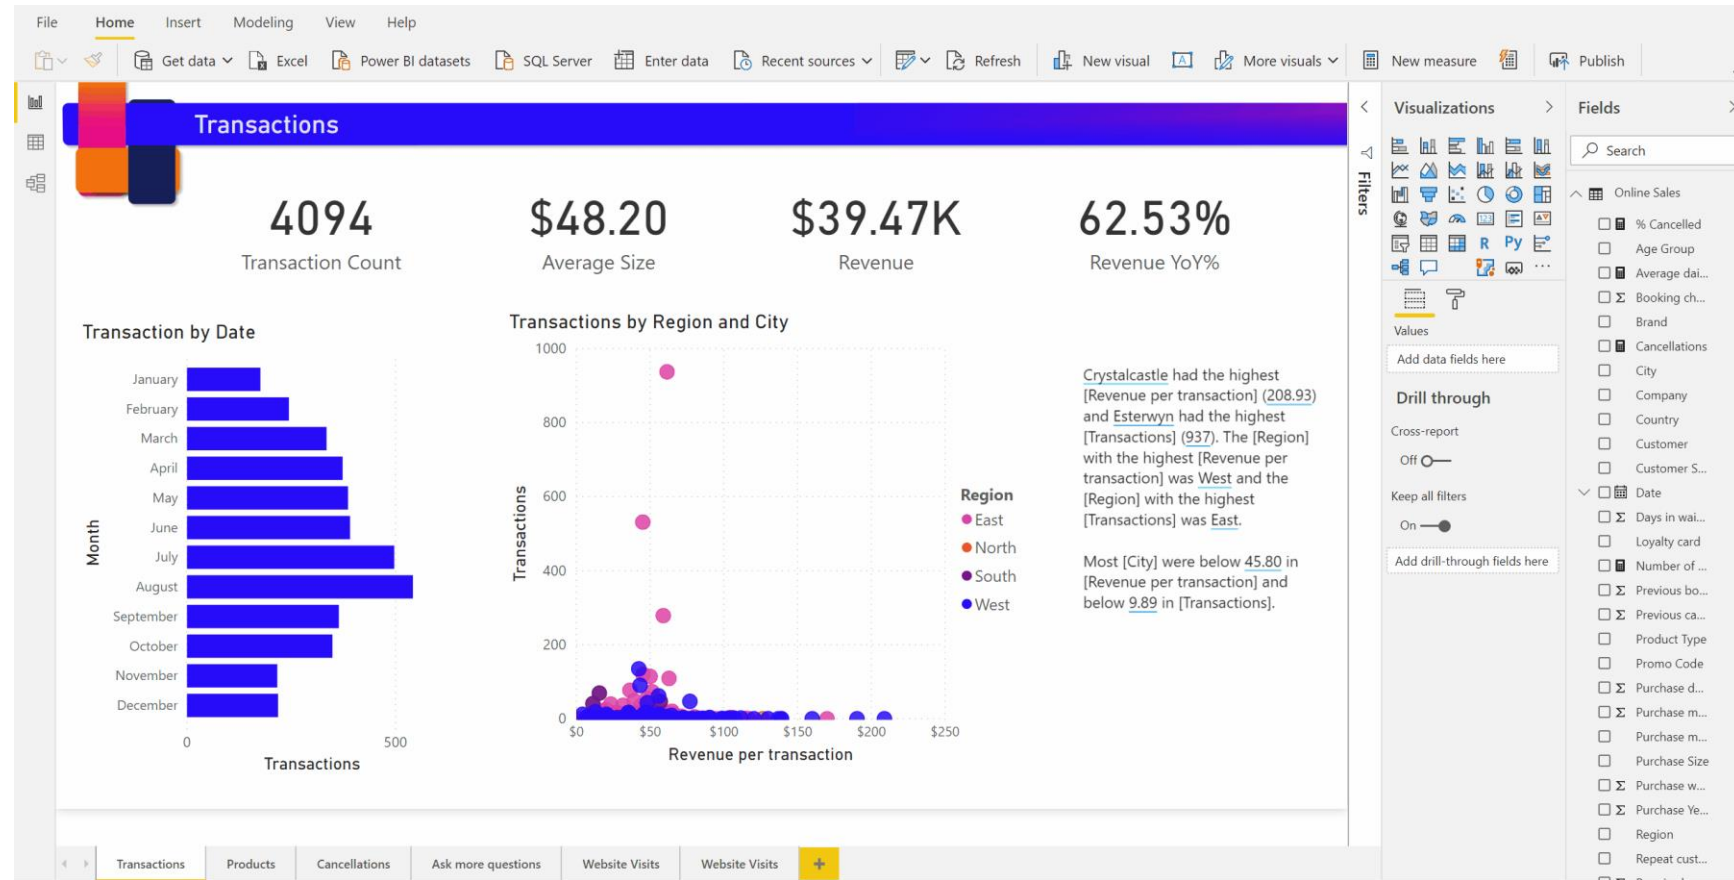 File Home Insert Modeling View Help
Get data Excel Power BI datasets SQL Server Enter data Recent sources Refresh New visual More visuals New measure Publish
Transactions
4094 $48.20 $39.47K 62.53%
Transaction Count Average Size Revenue Revenue YoY%
Transaction by Date
Month
January
February
March
April
May
June
July
August
September
October
November
December
0 500
Transactions
Transactions by Region and City
Transactions
1000
800
600
400
200
0
$0 $50 $100 $150 $200 $250
Revenue per transaction
Region
East
North
South
West
Crystalcastle had the highest
[Revenue per transaction] (208.93)
and Esterwyn had the highest
[Transactions] (937). The [Region]
with the highest [Revenue per
transaction] was West and the
[Region] with the highest
[Transactions] was East.
Most [City] were below 45.80 in
[Revenue per transaction] and
below 9.89 in [Transactions].
Transactions Products Cancellations Ask more questions Website Visits Website Visits +
Filters
Visualizations
123
R Py
...
Values
Add data fields here
Drill through
Cross-report
Off
Keep all filters
On
Add drill-through fields here
Fields
Search
Online Sales
% Cancelled
Age Group
Average dai...
Σ Booking ch...
Brand
Cancellations
City
Company
Country
Customer
Customer S...
Date
Σ Days in wai...
Loyalty card
Number of ...
Σ Previous bo...
Σ Previous ca...
Product Type
Promo Code
Σ Purchase d...
Σ Purchase m...
Purchase m...
Purchase Size
Σ Purchase w...
Σ Purchase Ye...
Region
Repeat cust...